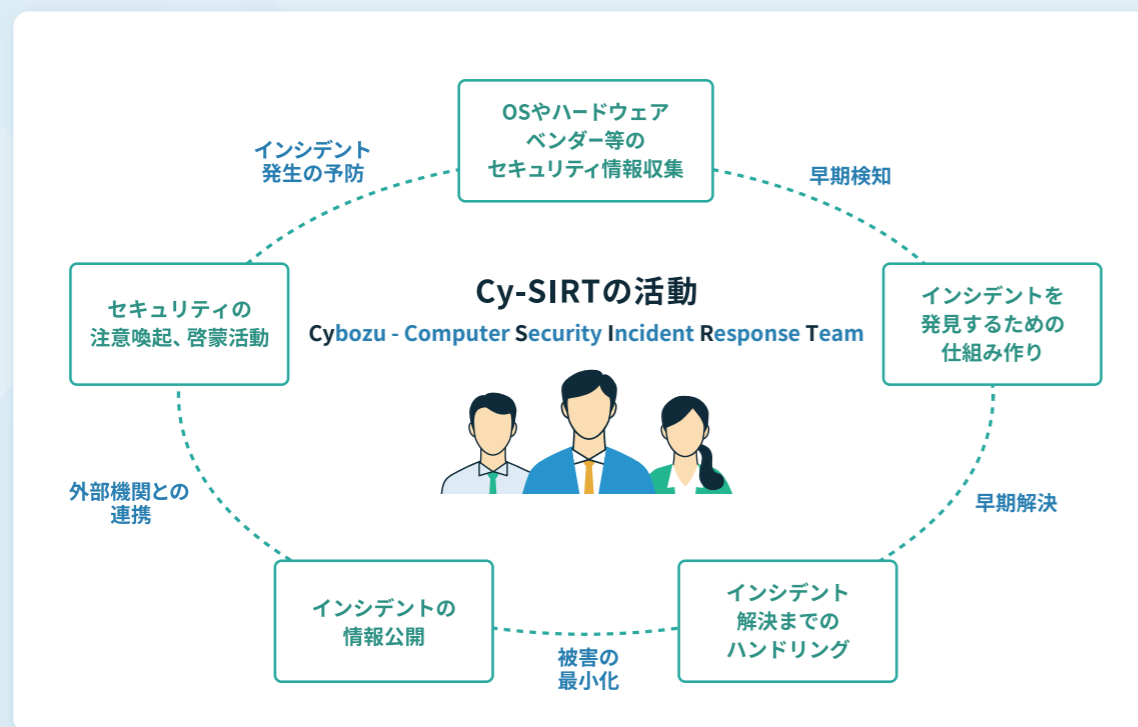 OSやハードウェア
ベンダー等の
セキュリティ情報収集
インシデント
発生の予防
早期検知
セキュリティの
注意喚起、啓蒙活動
Cy-SIRTの活動
Cybozu - Computer Security Incident Response Team
インシデントを
発見するための
仕組み作り
外部機関との
連携
早期解決
インシデントの
情報公開
被害の
最小化
インシデント
解決までの
ハンドリング